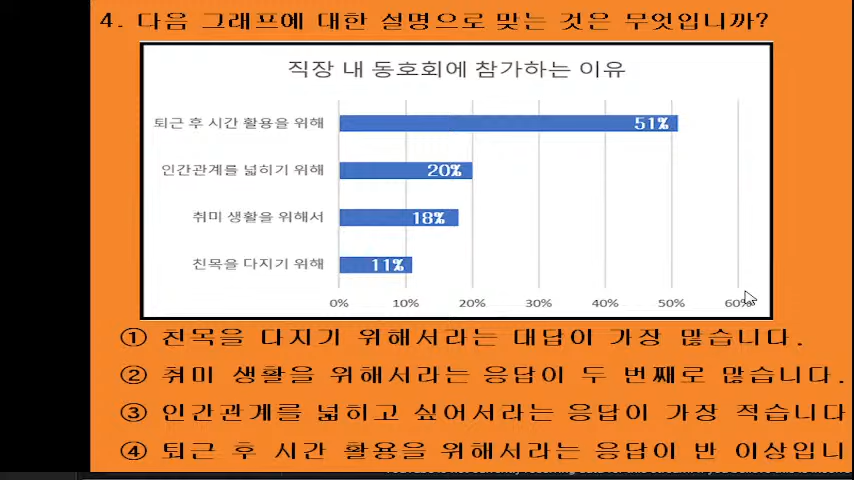 4. 다음 그래프에 대한 설명으로 맞는 것은 무엇입니까?
직장 내 동호회에 참가하는 이유
퇴근 후 시간 활용을 위해 51%
인간관계를 넓히기 위해 20%
취미 생활을 위해서 18%
친목을 다지기 위해 11%
0% 10% 20% 30% 40% 50% 60%
① 친목을 다지기 위해서라는 대답이 가장 많습니다.
② 취미 생활을 위해서라는 응답이 두 번째로 많습니다.
③ 인간관계를 넓히고 싶어서라는 응답이 가장 적습니다
④ 퇴근 후 시간 활용을 위해서라는 응답이 반 이상입니